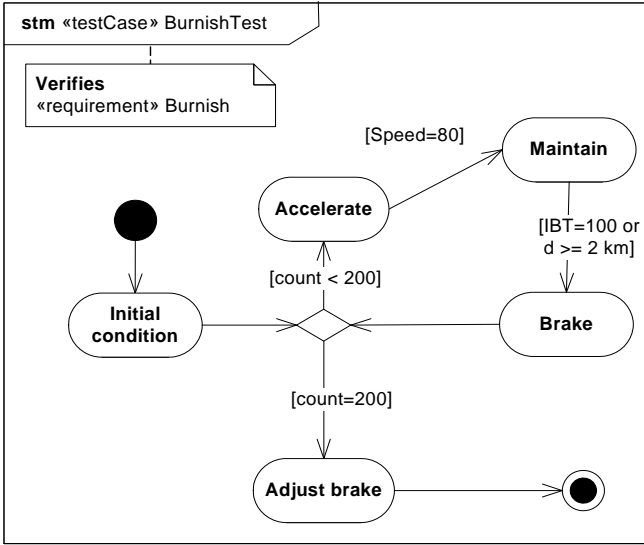 stm «testCase» BurnishTest
Verifies
«requirement» Burnish
[Speed=80]
Maintain
Accelerate
[IBT=100 or
d >= 2 km]
[count < 200]
Initial
condition
Brake
[count=200]
Adjust brake